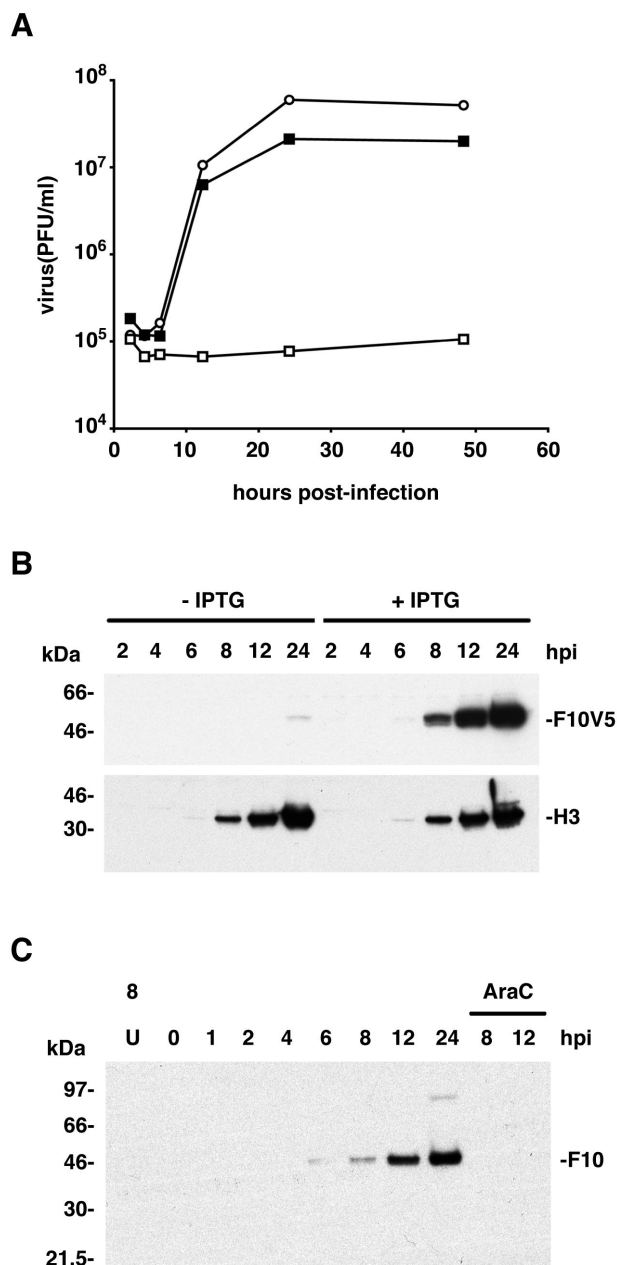 A
10⁸
10⁷
10⁶
10⁵
10⁴
virus(PFU/ml)
0 10 20 30 40 50 60
hours post-infection
B
- IPTG + IPTG
kDa 2 4 6 8 12 24 2 4 6 8 12 24 hpi
66-
46-
-F10V5
46-
30-
-H3
C
8 AraC
kDa U 0 1 2 4 6 8 12 24 8 12 hpi
97-
66-
46- -F10
30-
21.5-